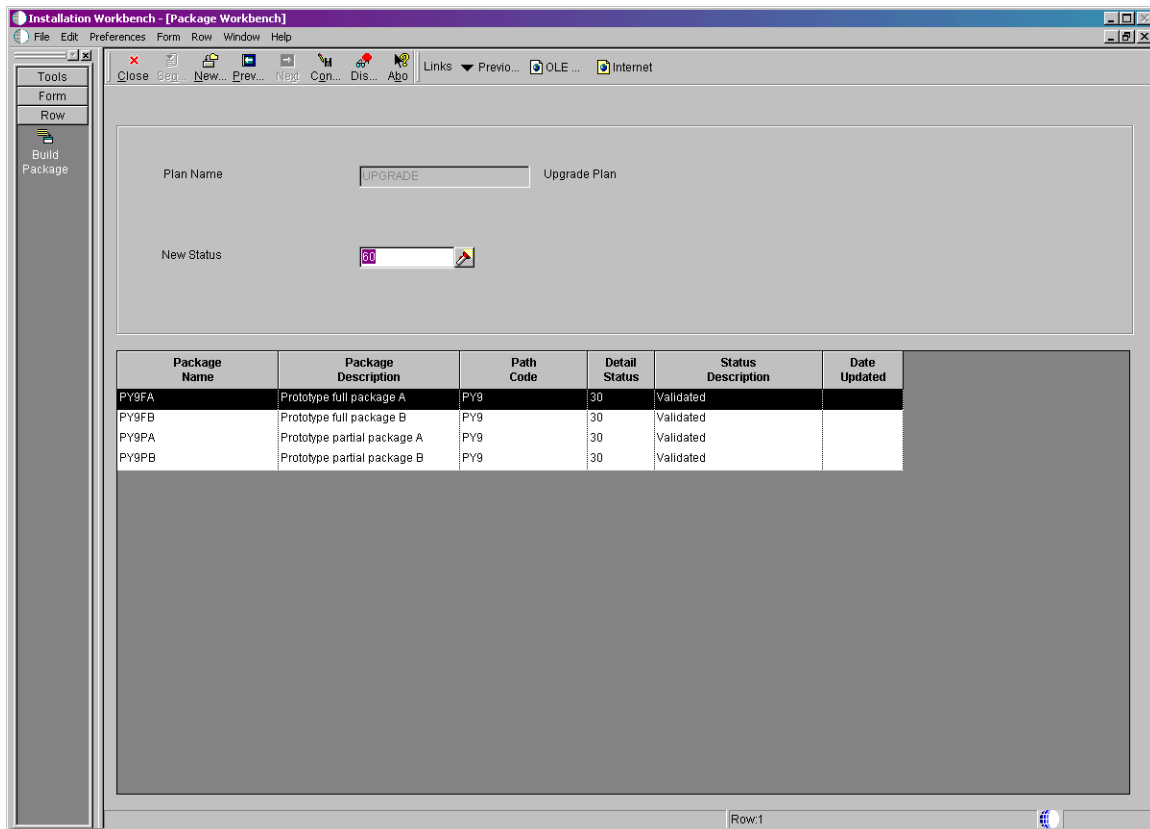 Installation Workbench - [Package Workbench]
File Edit Preferences Form Row Window Help
Close Seq... New... Prev... Next Con... Dis... Abo Links Previo... OLE ... Internet
Tools
Form
Row
Build
Package
Plan Name UPGRADE Upgrade Plan
New Status 60
Package Name Package Description Path Code Detail Status Status Description Date Updated
PY9FA Prototype full package A PY9 30 Validated
PY9FB Prototype full package B PY9 30 Validated
PY9PA Prototype partial package A PY9 30 Validated
PY9PB Prototype partial package B PY9 30 Validated
Row:1